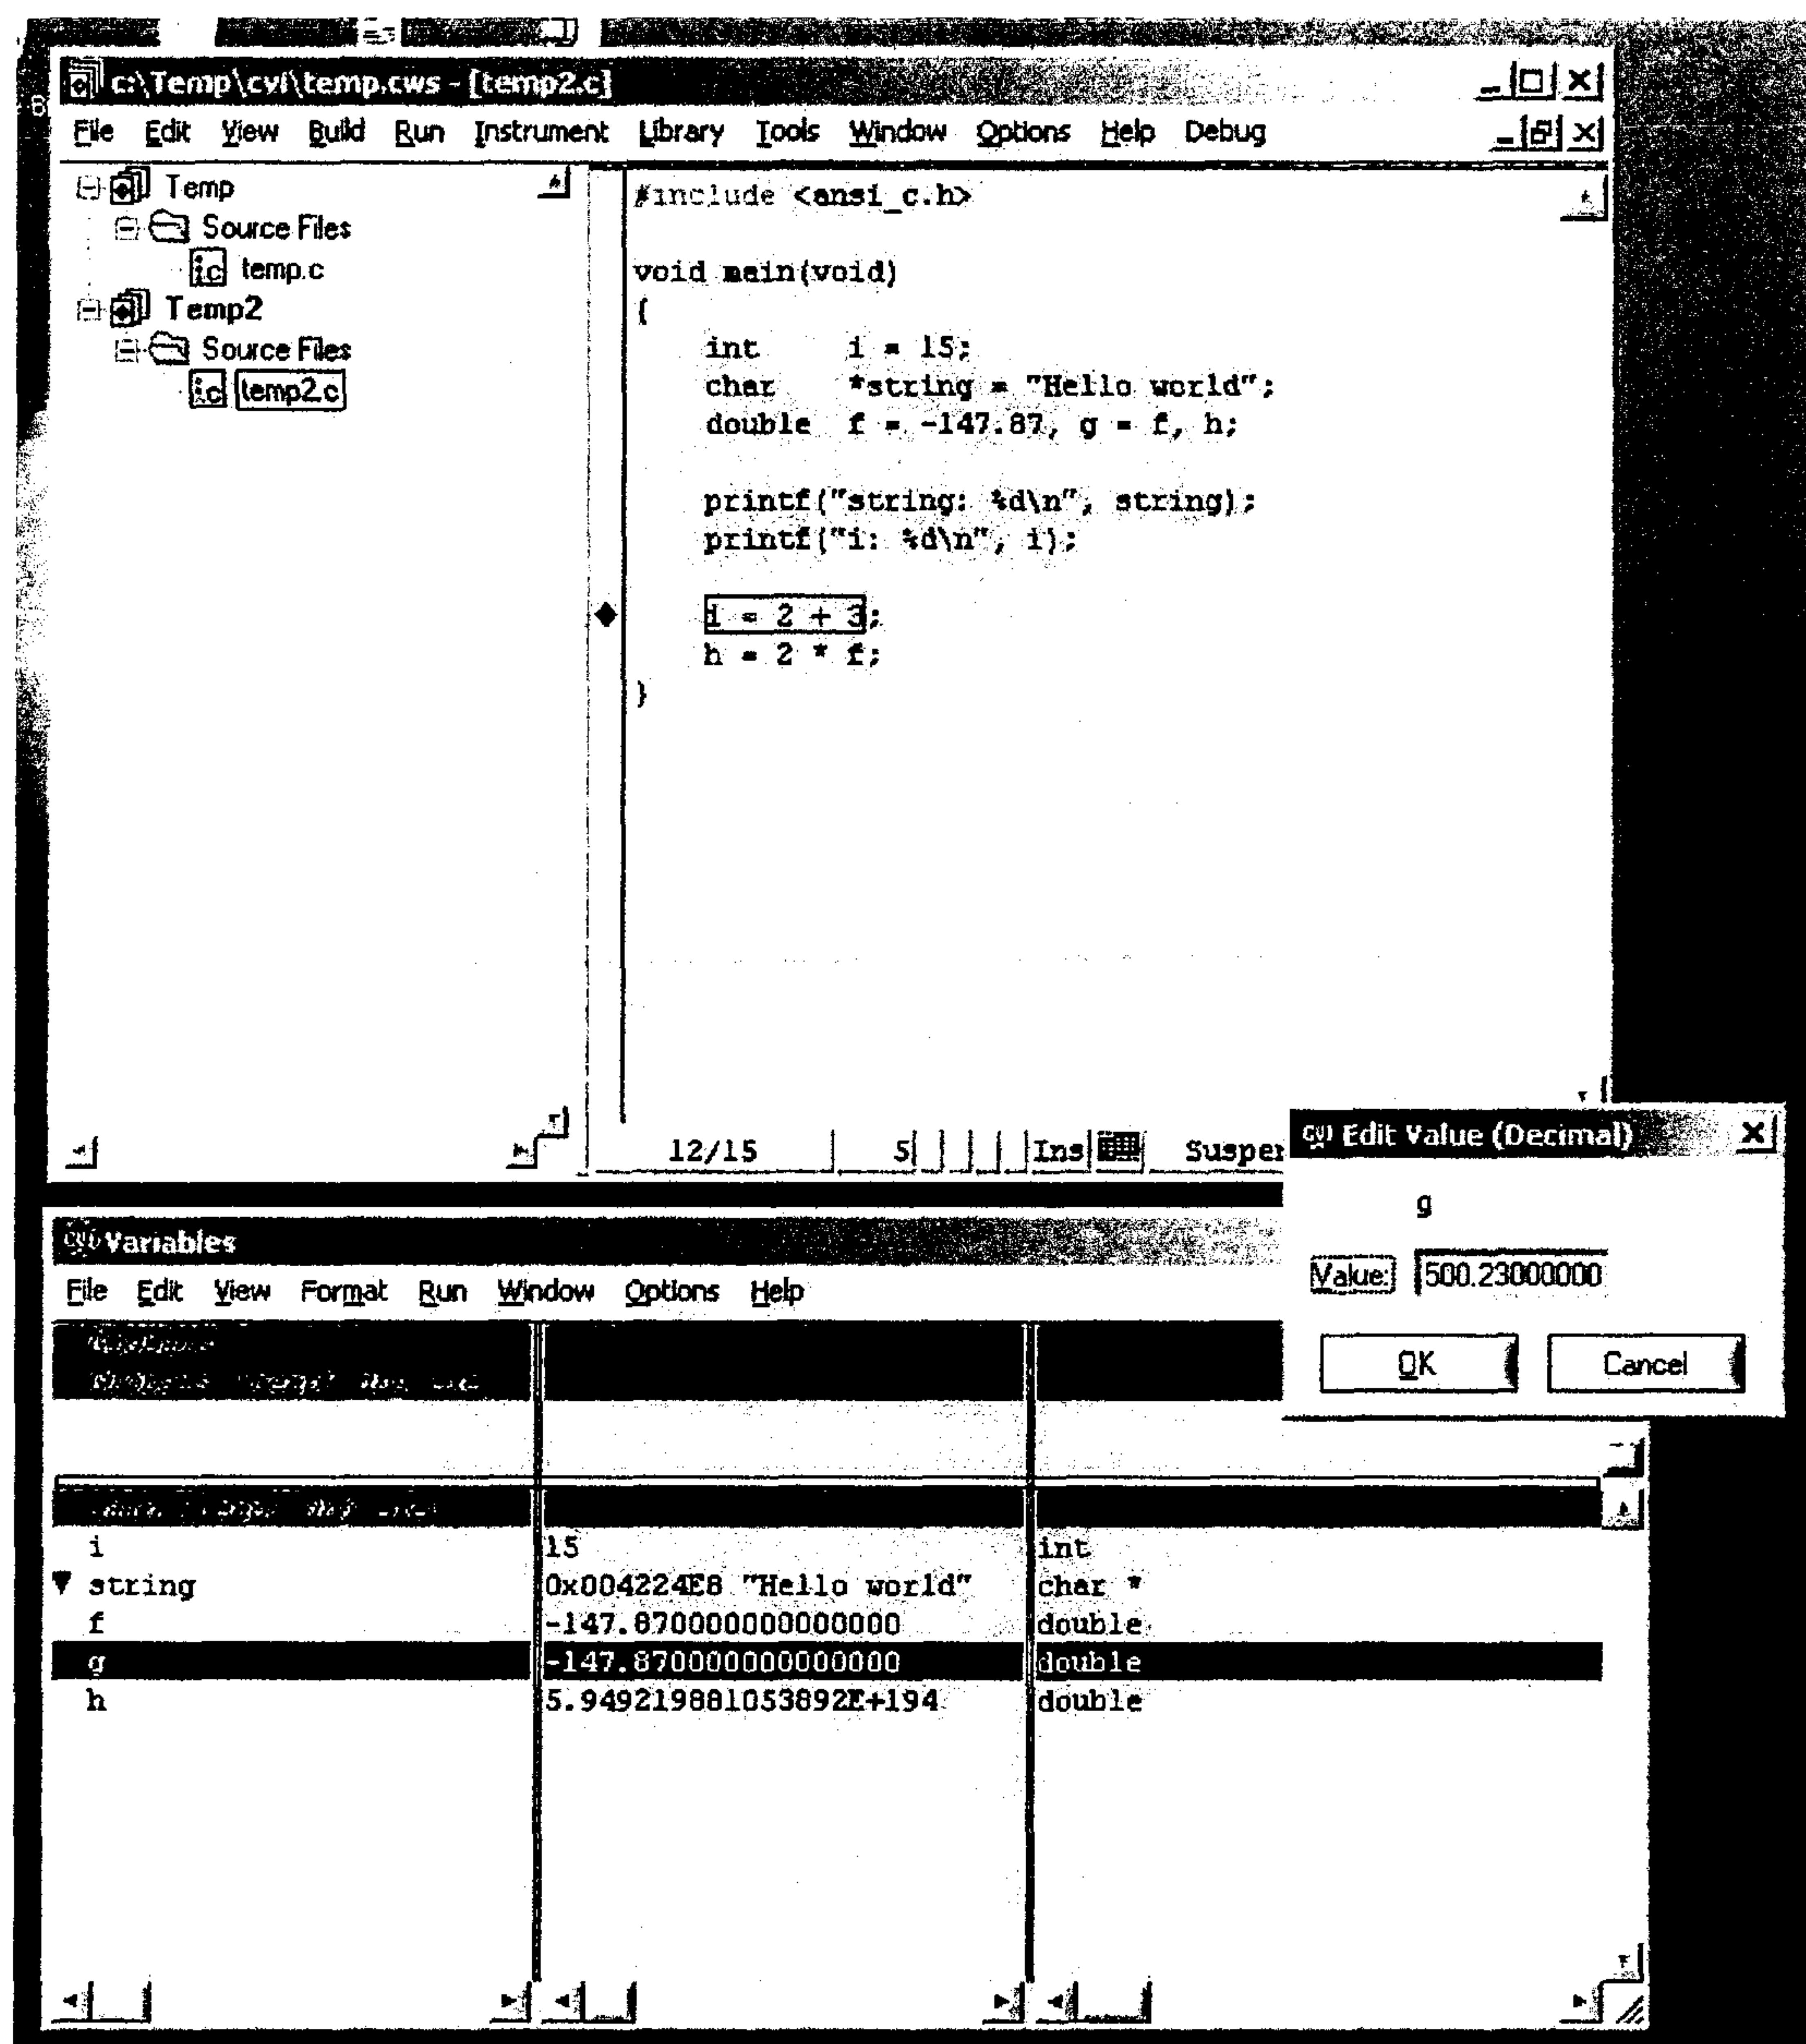 c:\Temp\cvi\temp.cws - [temp2.c]
File Edit View Build Run Instrument Library Tools Window Options Help Debug
Temp
Source Files
temp.c
Temp2
Source Files
temp2.c
#include <ansi_c.h>
void main(void)
{
int i = 15;
char *string = "Hello world";
double f = -147.87, g = f, h;
printf("string: %d\n", string);
printf("i: %d\n", i);
i = 2 + 3;
h = 2 * f;
}
12/15 5 Ins Suspen
Edit Value (Decimal)
g
Value: 500.23000000
OK Cancel
Variables
File Edit View Format Run Window Options Help
i 15 int
string 0x004224E8 "Hello world" char *
f -147.870000000000000 double
g -147.870000000000000 double
h 5.949219881053892E+194 double